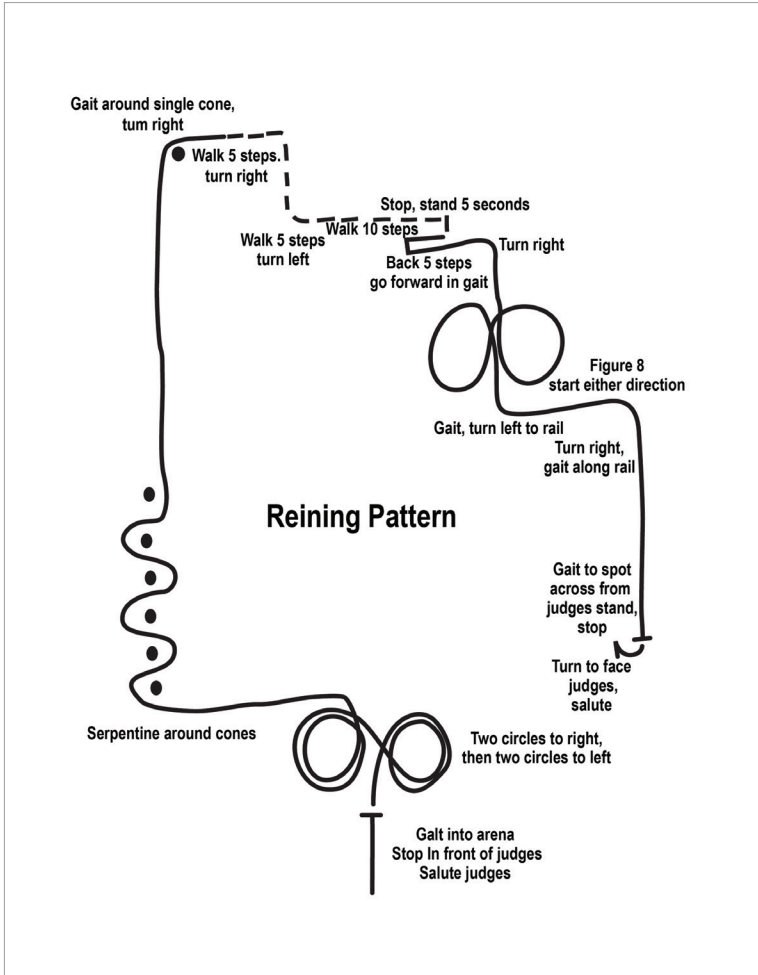 Gait around single cone,
tum right
Walk 5 steps.
turn right
Stop, stand 5 seconds
Walk 10 steps
Walk 5 steps
turn left
Turn right
Back 5 steps
go forward in gait
Figure 8
start either direction
Gait, turn left to rail
Turn right,
gait along rail
Reining Pattern
Gait to spot
across from
judges stand,
stop
Turn to face
judges,
salute
Serpentine around cones
Two circles to right,
then two circles to left
Galt into arena
Stop In front of judges
Salute judges